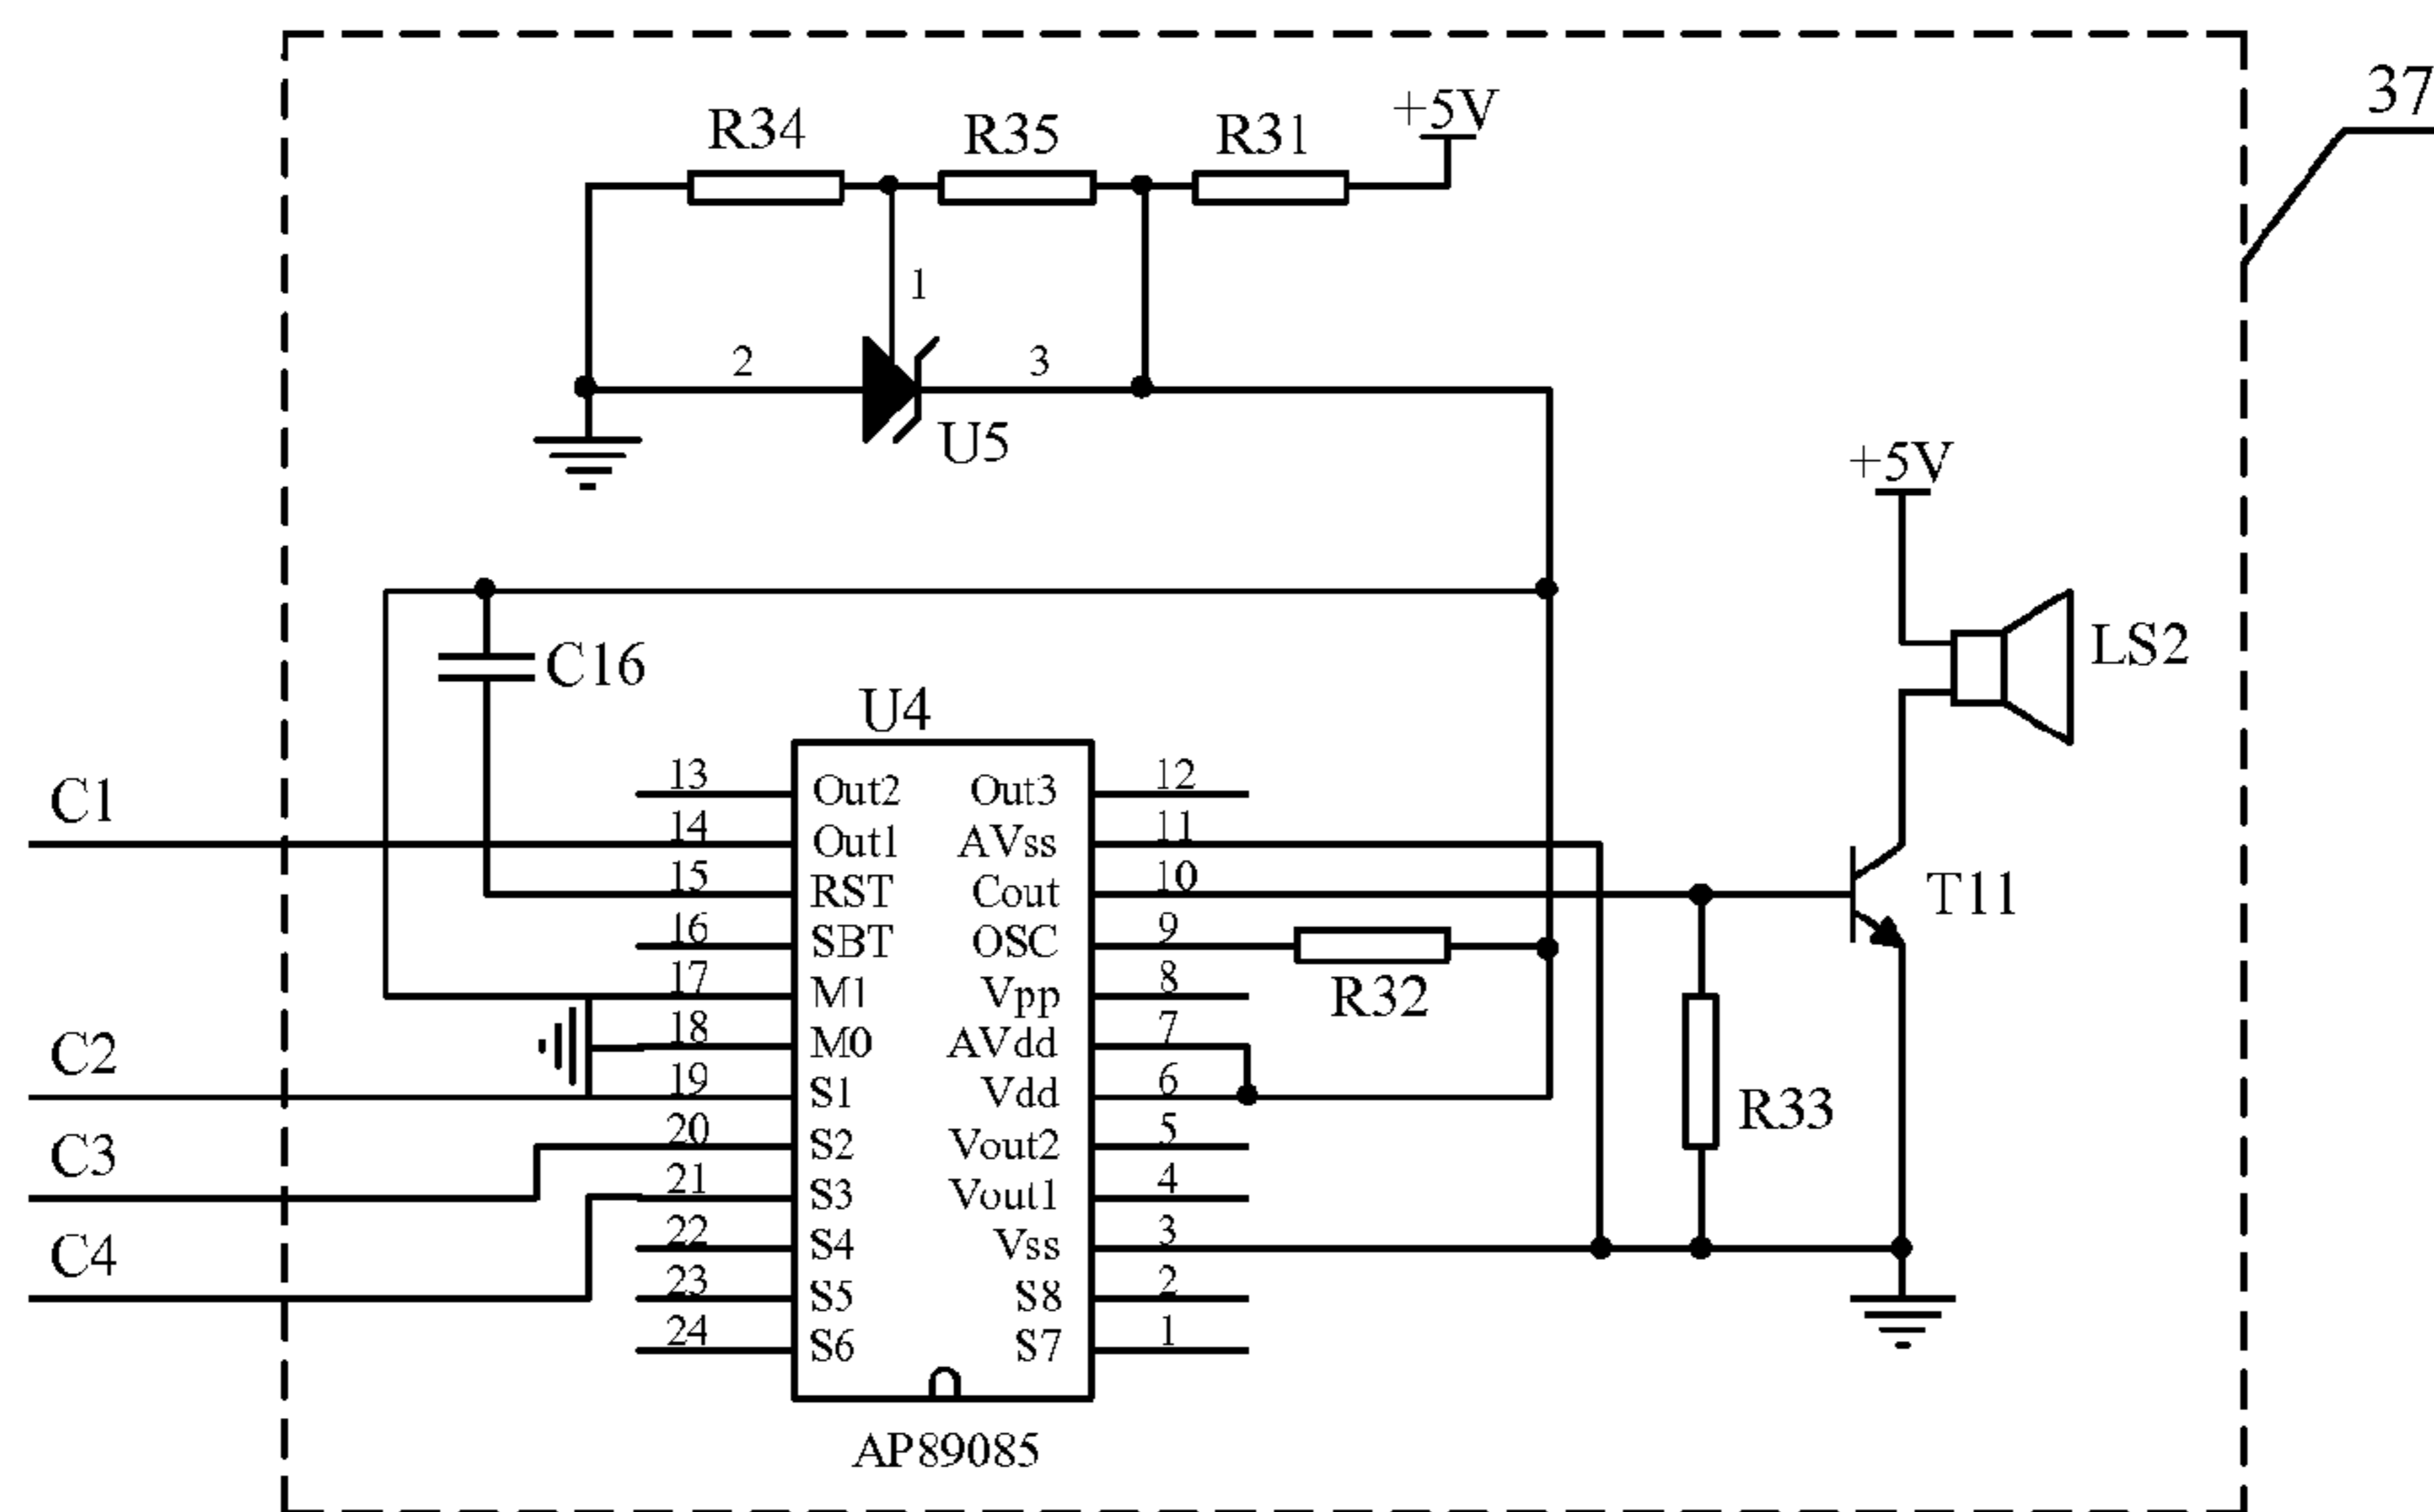 37
R34 R35 R31 +5V
1
2 3
U5
+5V
LS2
C16
U4
13 Out2 Out3 12
C1 14 Out1 AVss 11
15 RST Cout 10 T11
16 SBT OSC 9
17 M1 Vpp 8 R32
18 M0 AVdd 7
C2 19 S1 Vdd 6 R33
20 S2 Vout2 5
C3 21 S3 Vout1 4
22 S4 Vss 3
C4 23 S5 S8 2
24 S6 S7 1
AP89085